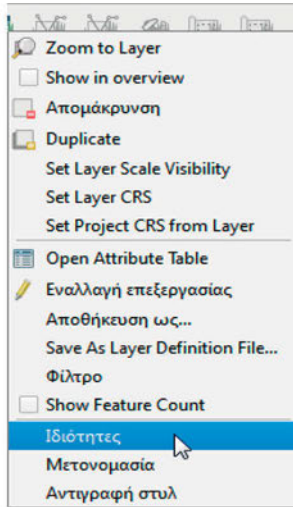 Zoom to Layer
Show in overview
Απομάκρυνση
Duplicate
Set Layer Scale Visibility
Set Layer CRS
Set Project CRS from Layer
Open Attribute Table
Εναλλαγή επεξεργασίας
Αποθήκευση ως...
Save As Layer Definition File...
Φίλτρο
Show Feature Count
Ιδιότητες
Μετονομασία
Αντιγραφή στυλ